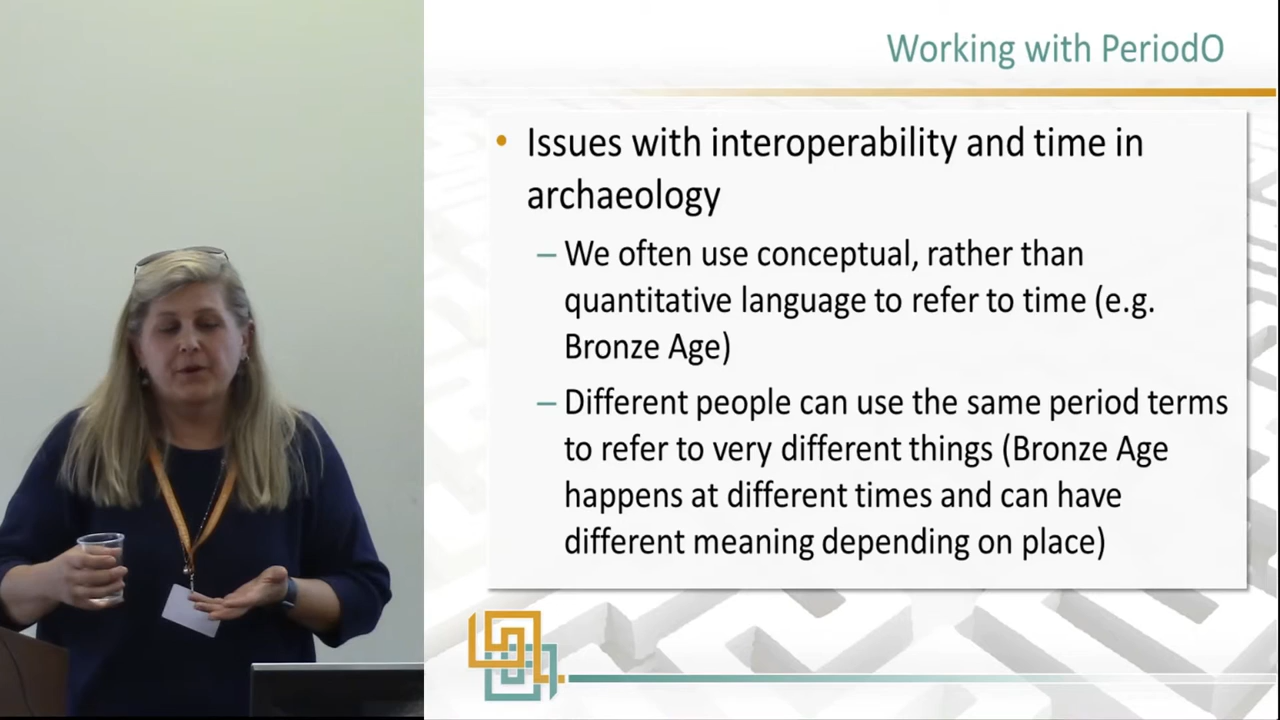 Working with PeriodO
• Issues with interoperability and time in
archaeology
– We often use conceptual, rather than
quantitative language to refer to time (e.g.
Bronze Age)
– Different people can use the same period terms
to refer to very different things (Bronze Age
happens at different times and can have
different meaning depending on place)